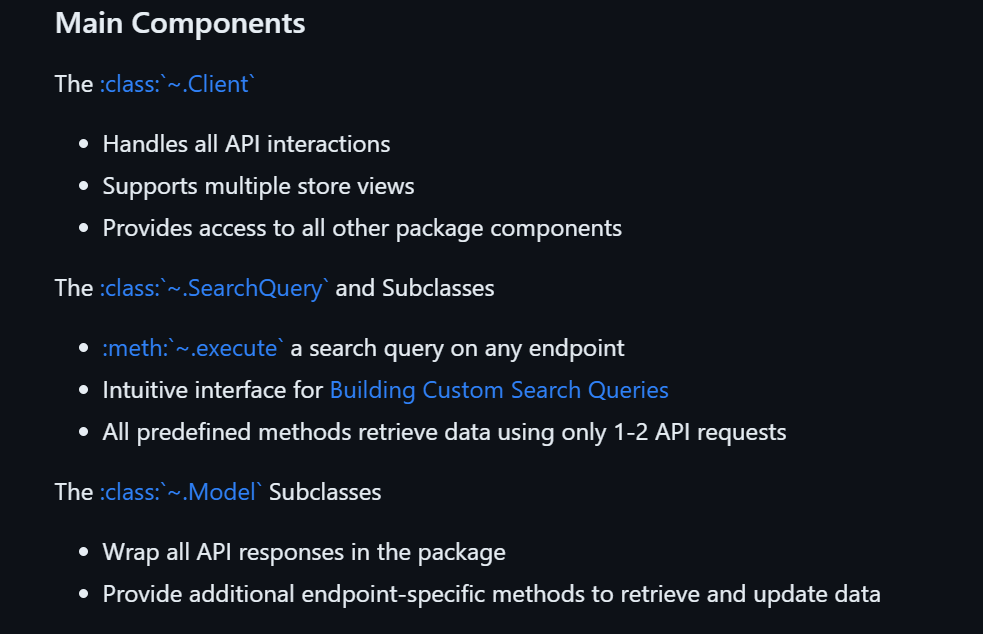 Main Components
The :class:`~.Client`
• Handles all API interactions
• Supports multiple store views
• Provides access to all other package components
The :class:`~.SearchQuery` and Subclasses
• :meth:`~.execute` a search query on any endpoint
• Intuitive interface for Building Custom Search Queries
• All predefined methods retrieve data using only 1-2 API requests
The :class:`~.Model` Subclasses
• Wrap all API responses in the package
• Provide additional endpoint-specific methods to retrieve and update data